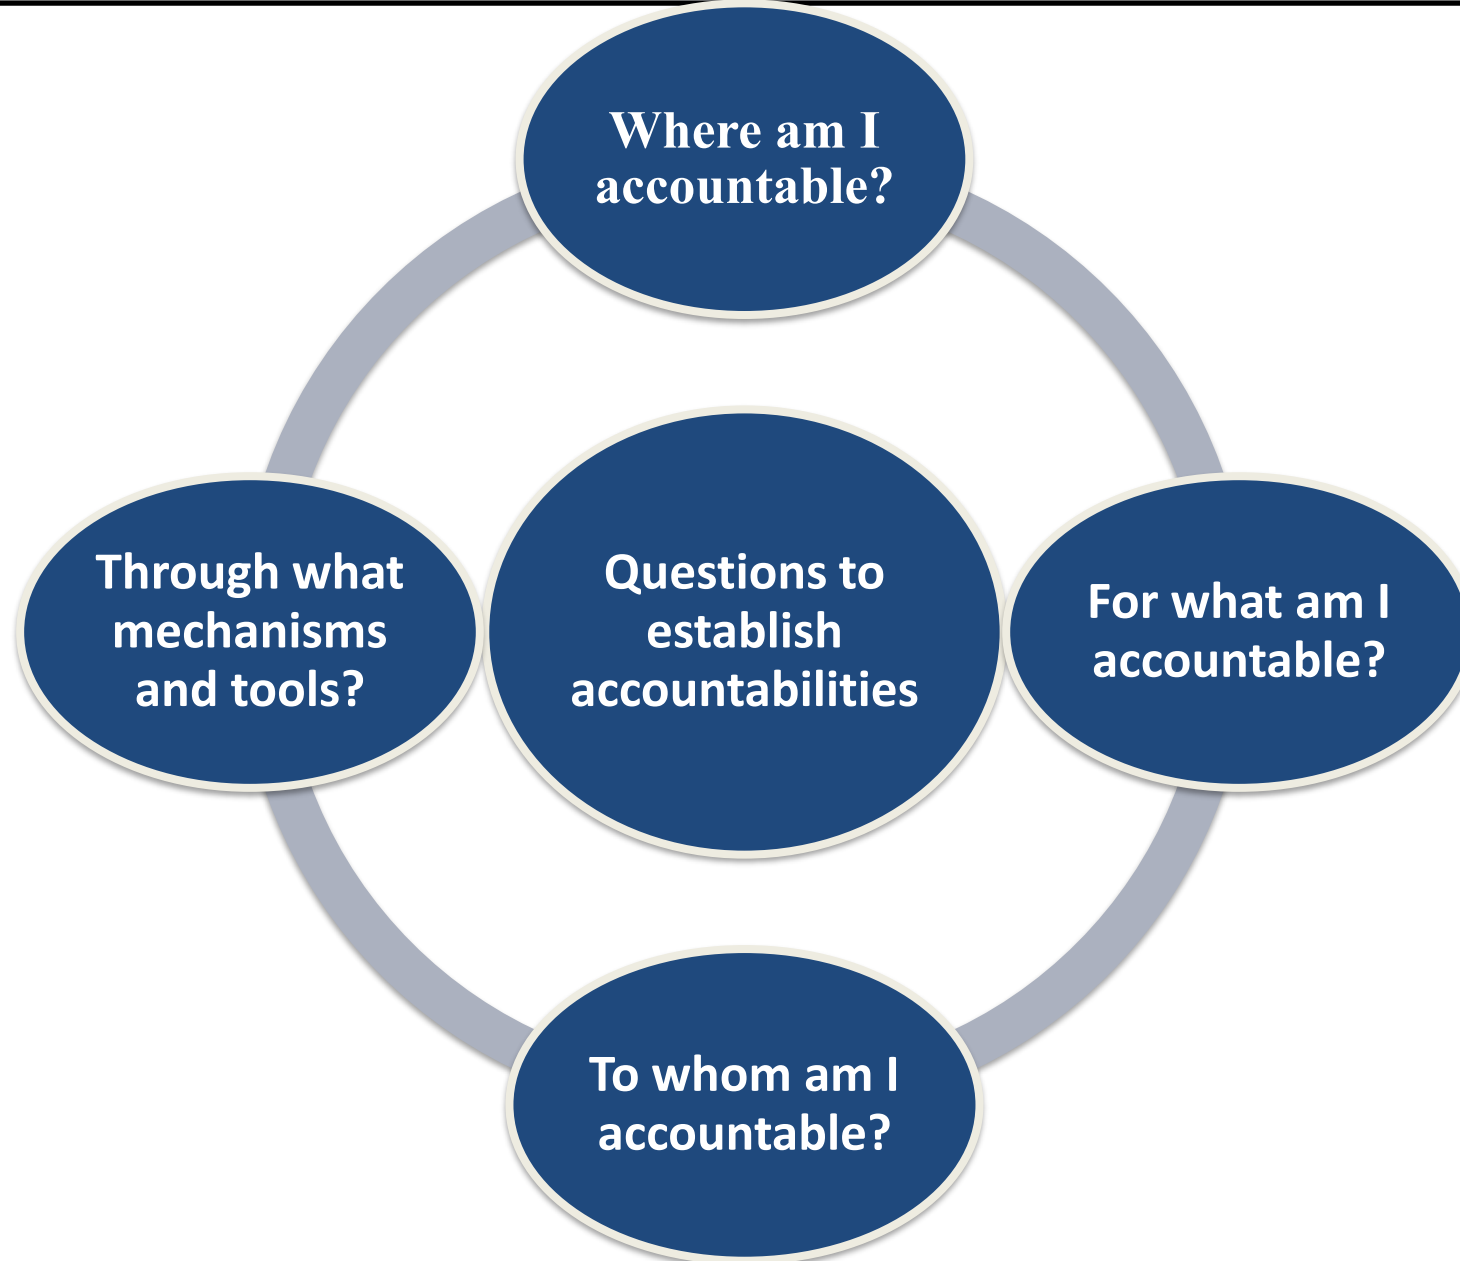 Where am I
accountable?
Through what
mechanisms
and tools?
Questions to
establish
accountabilities
For what am I
accountable?
To whom am I
accountable?